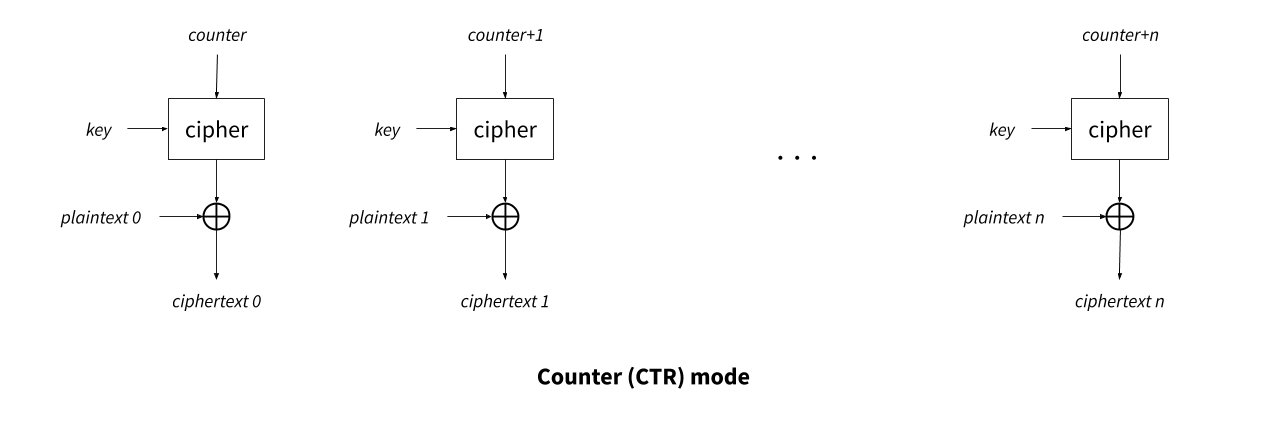 counter
counter+1
counter+n
key
cipher
key
cipher
key
cipher
. . .
plaintext 0
plaintext 1
plaintext n
ciphertext 0
ciphertext 1
ciphertext n
Counter (CTR) mode